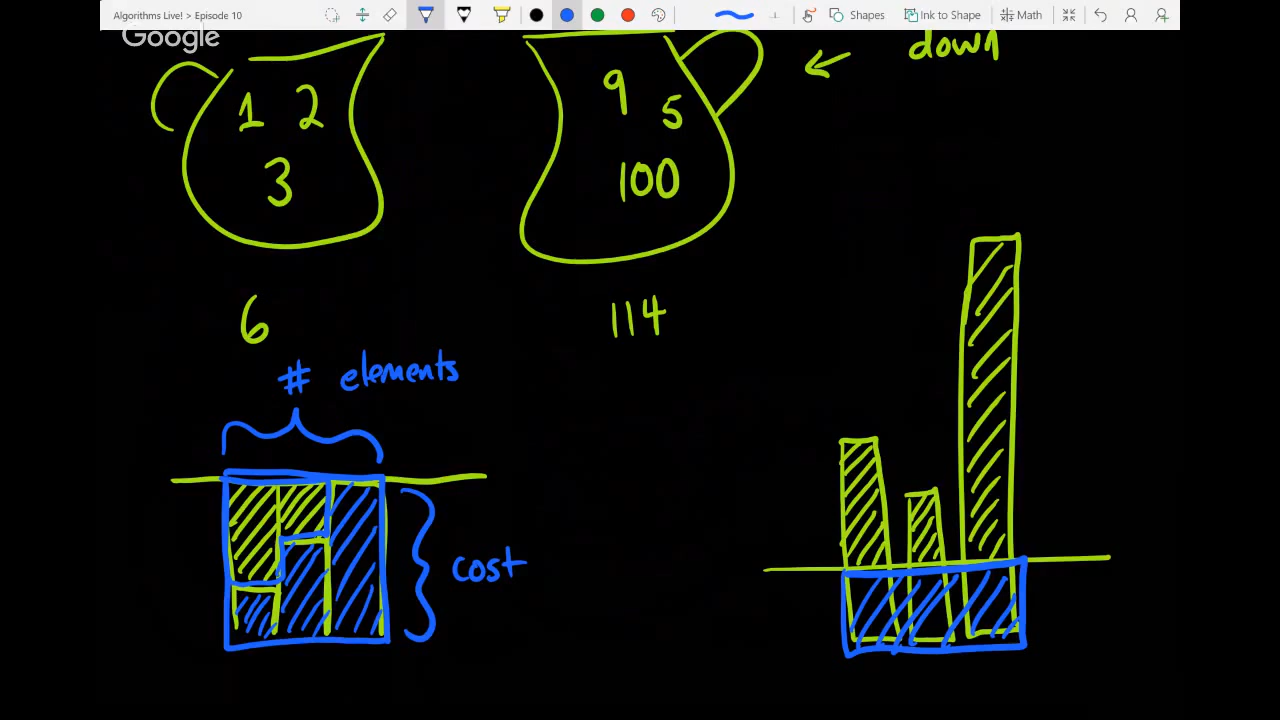 Algorithms Live! > Episode 10
Shapes
Ink to Shape
Math
Google
down
1 2
3
9
5
100
6
114
# elements
cost